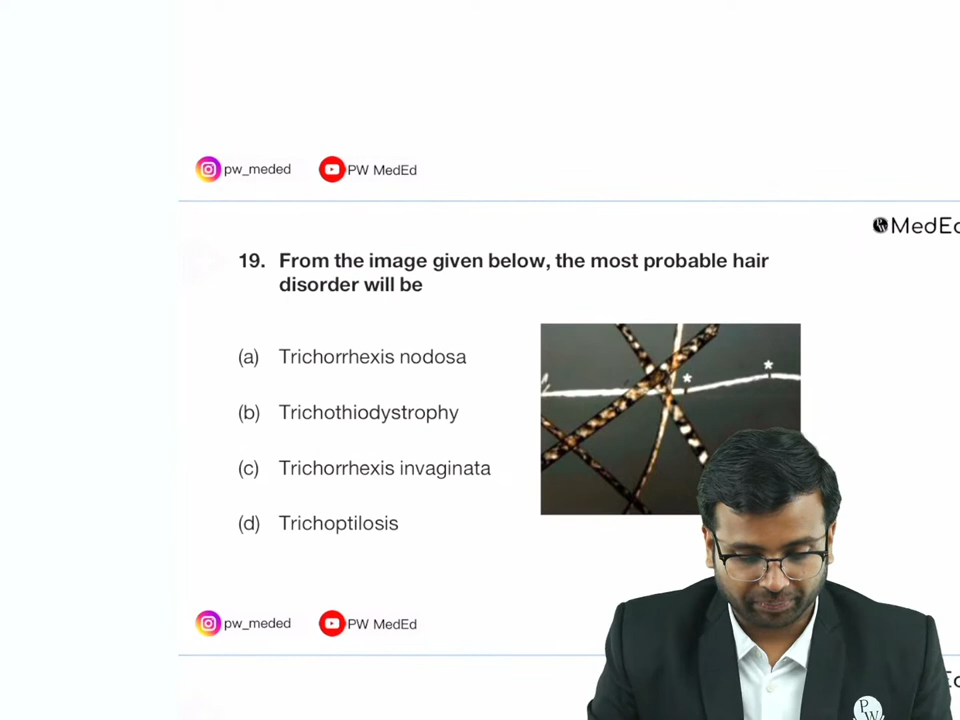 pw_meded PW MedEd
MedEd
19. From the image given below, the most probable hair
disorder will be
(a) Trichorrhexis nodosa
(b) Trichothiodystrophy
(c) Trichorrhexis invaginata
(d) Trichoptilosis
* *
pw_meded PW MedEd
PW